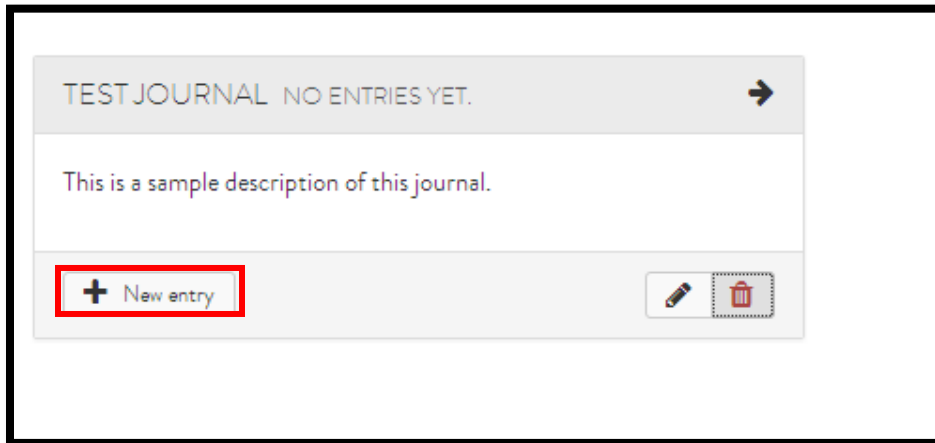 TEST JOURNAL NO ENTRIES YET.
This is a sample description of this journal.
New entry